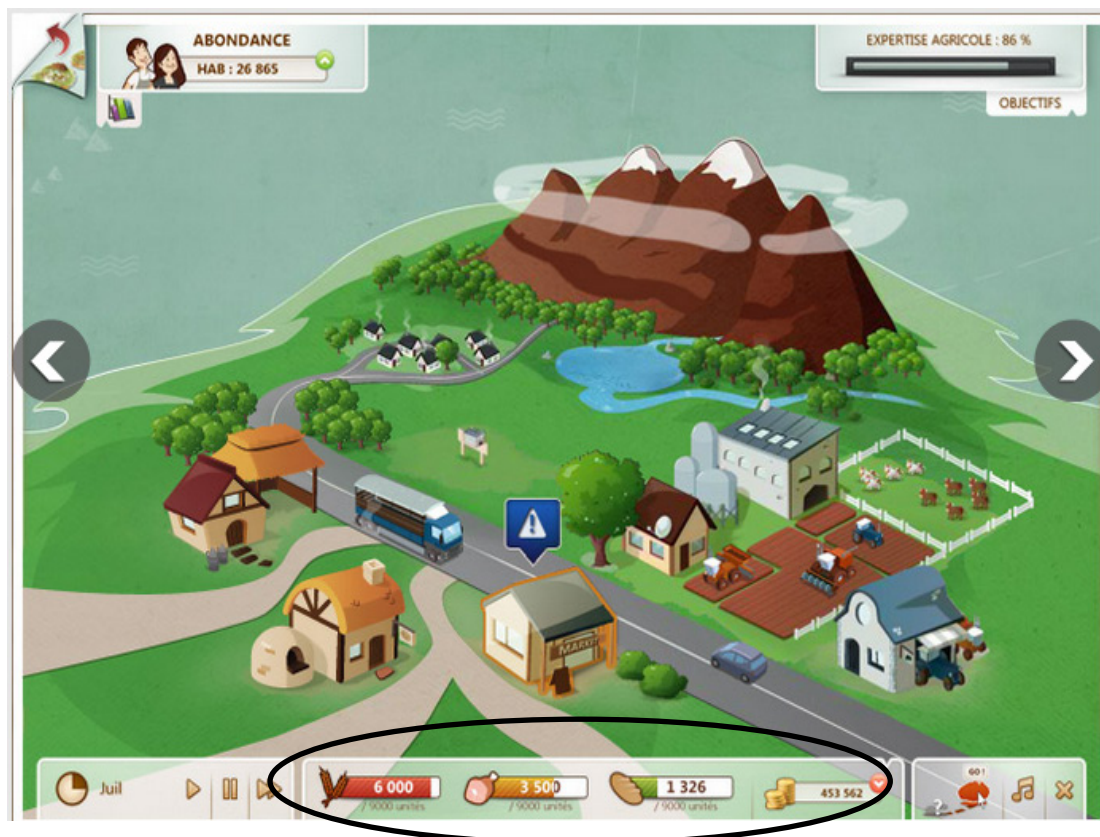 ABONDANCE
HAB : 26 865
EXPERTISE AGRICOLE : 86 %
OBJECTIFS
MARKET
Juil
6 000
/ 9000 unités
3 500
/ 9000 unités
1 326
/ 9000 unités
453 562
GO!
?